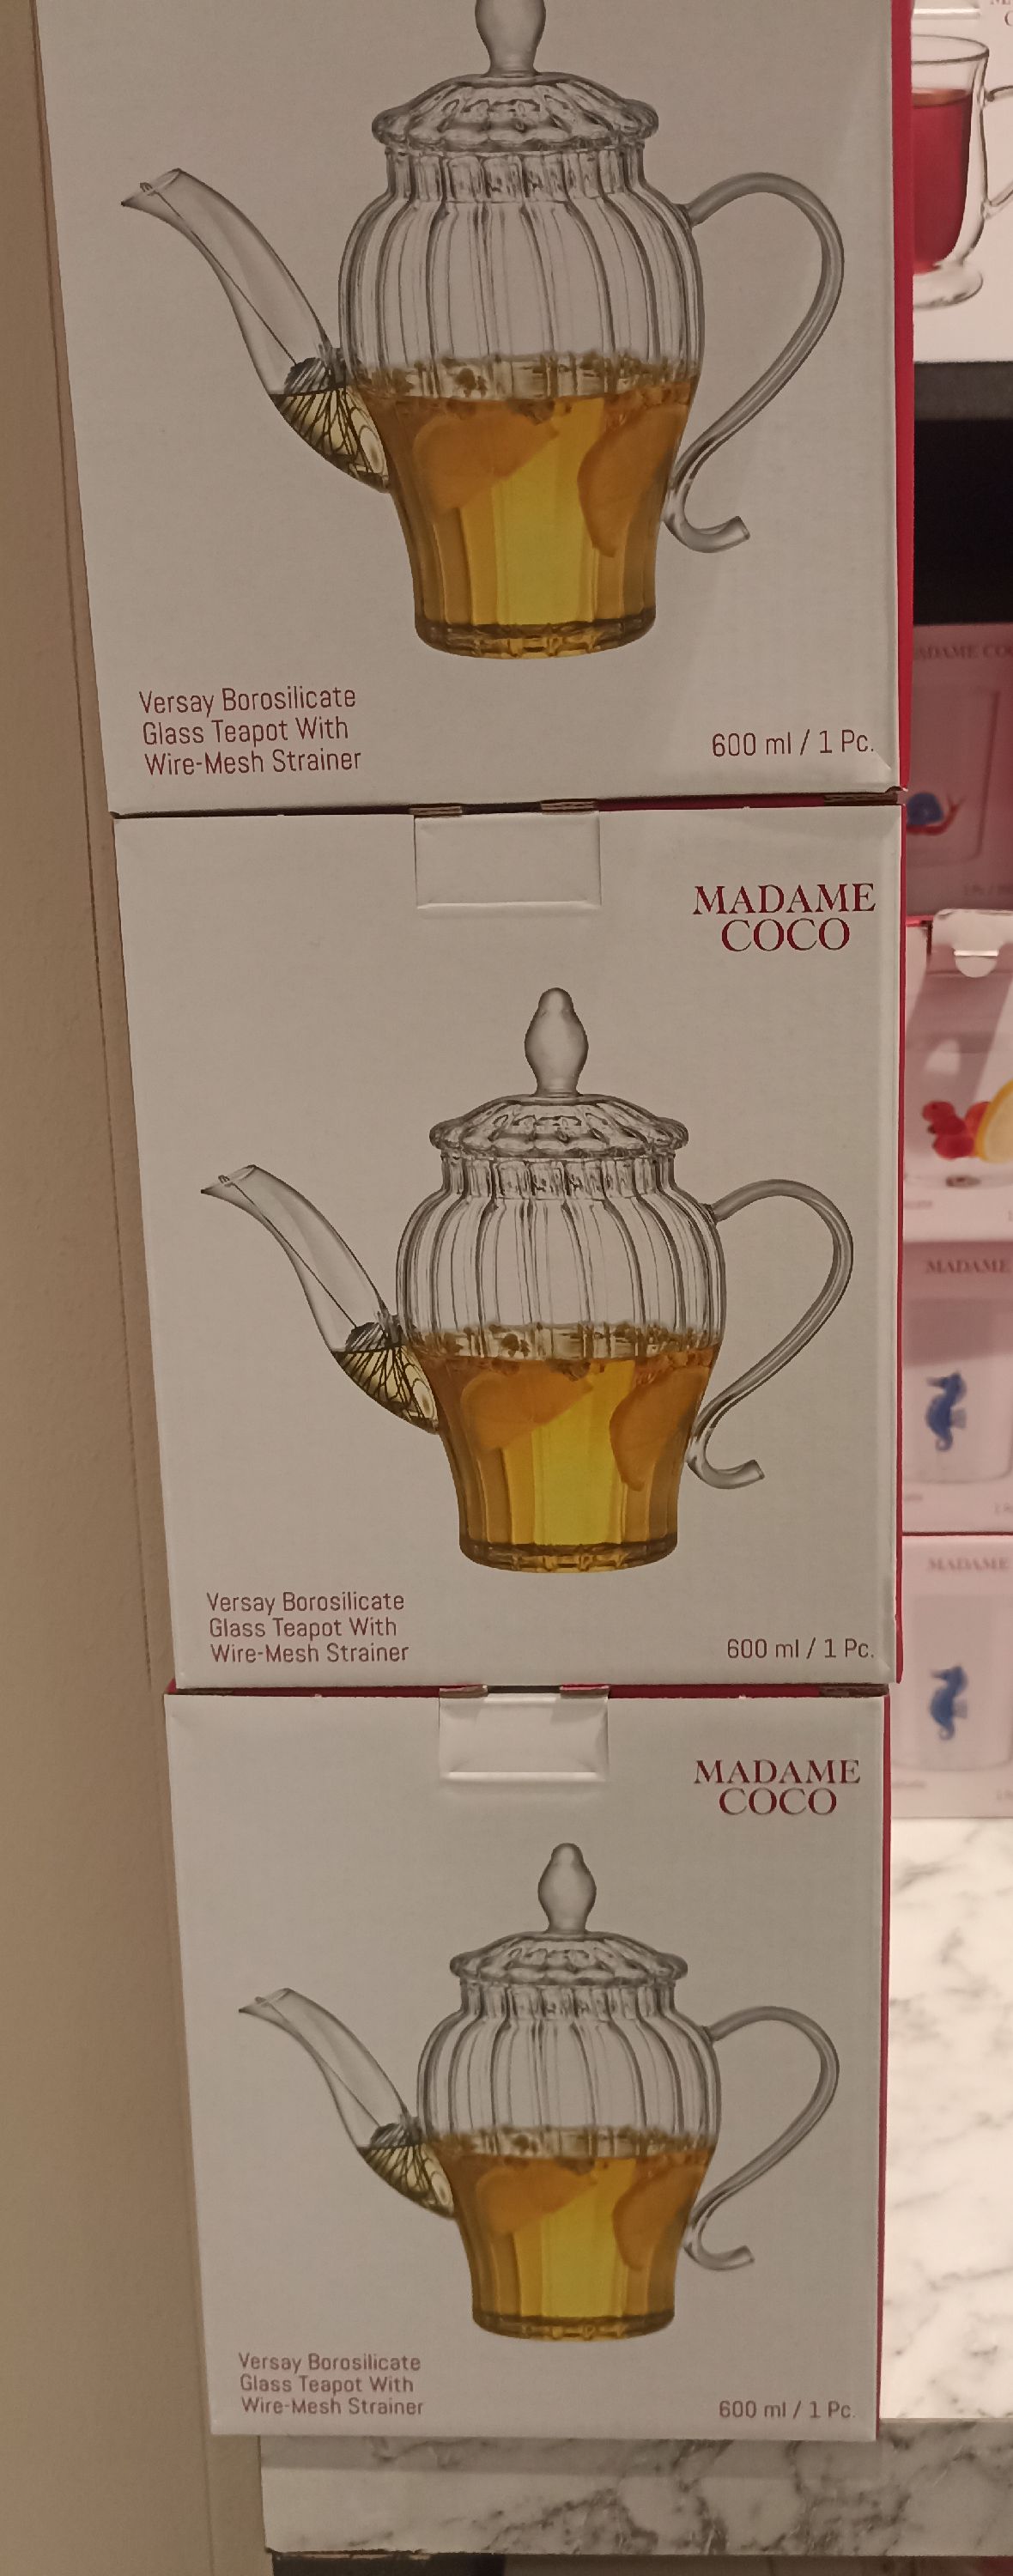 Versay Borosilicate
Glass Teapot With
Wire-Mesh Strainer
600 ml / 1 Pc.
MADAME
COCO
Versay Borosilicate
Glass Teapot With
Wire-Mesh Strainer
600 ml / 1 Pc.
MADAME
COCO
Versay Borosilicate
Glass Teapot With
Wire-Mesh Strainer
600 ml / 1 Pc.
MADAME
MADAME